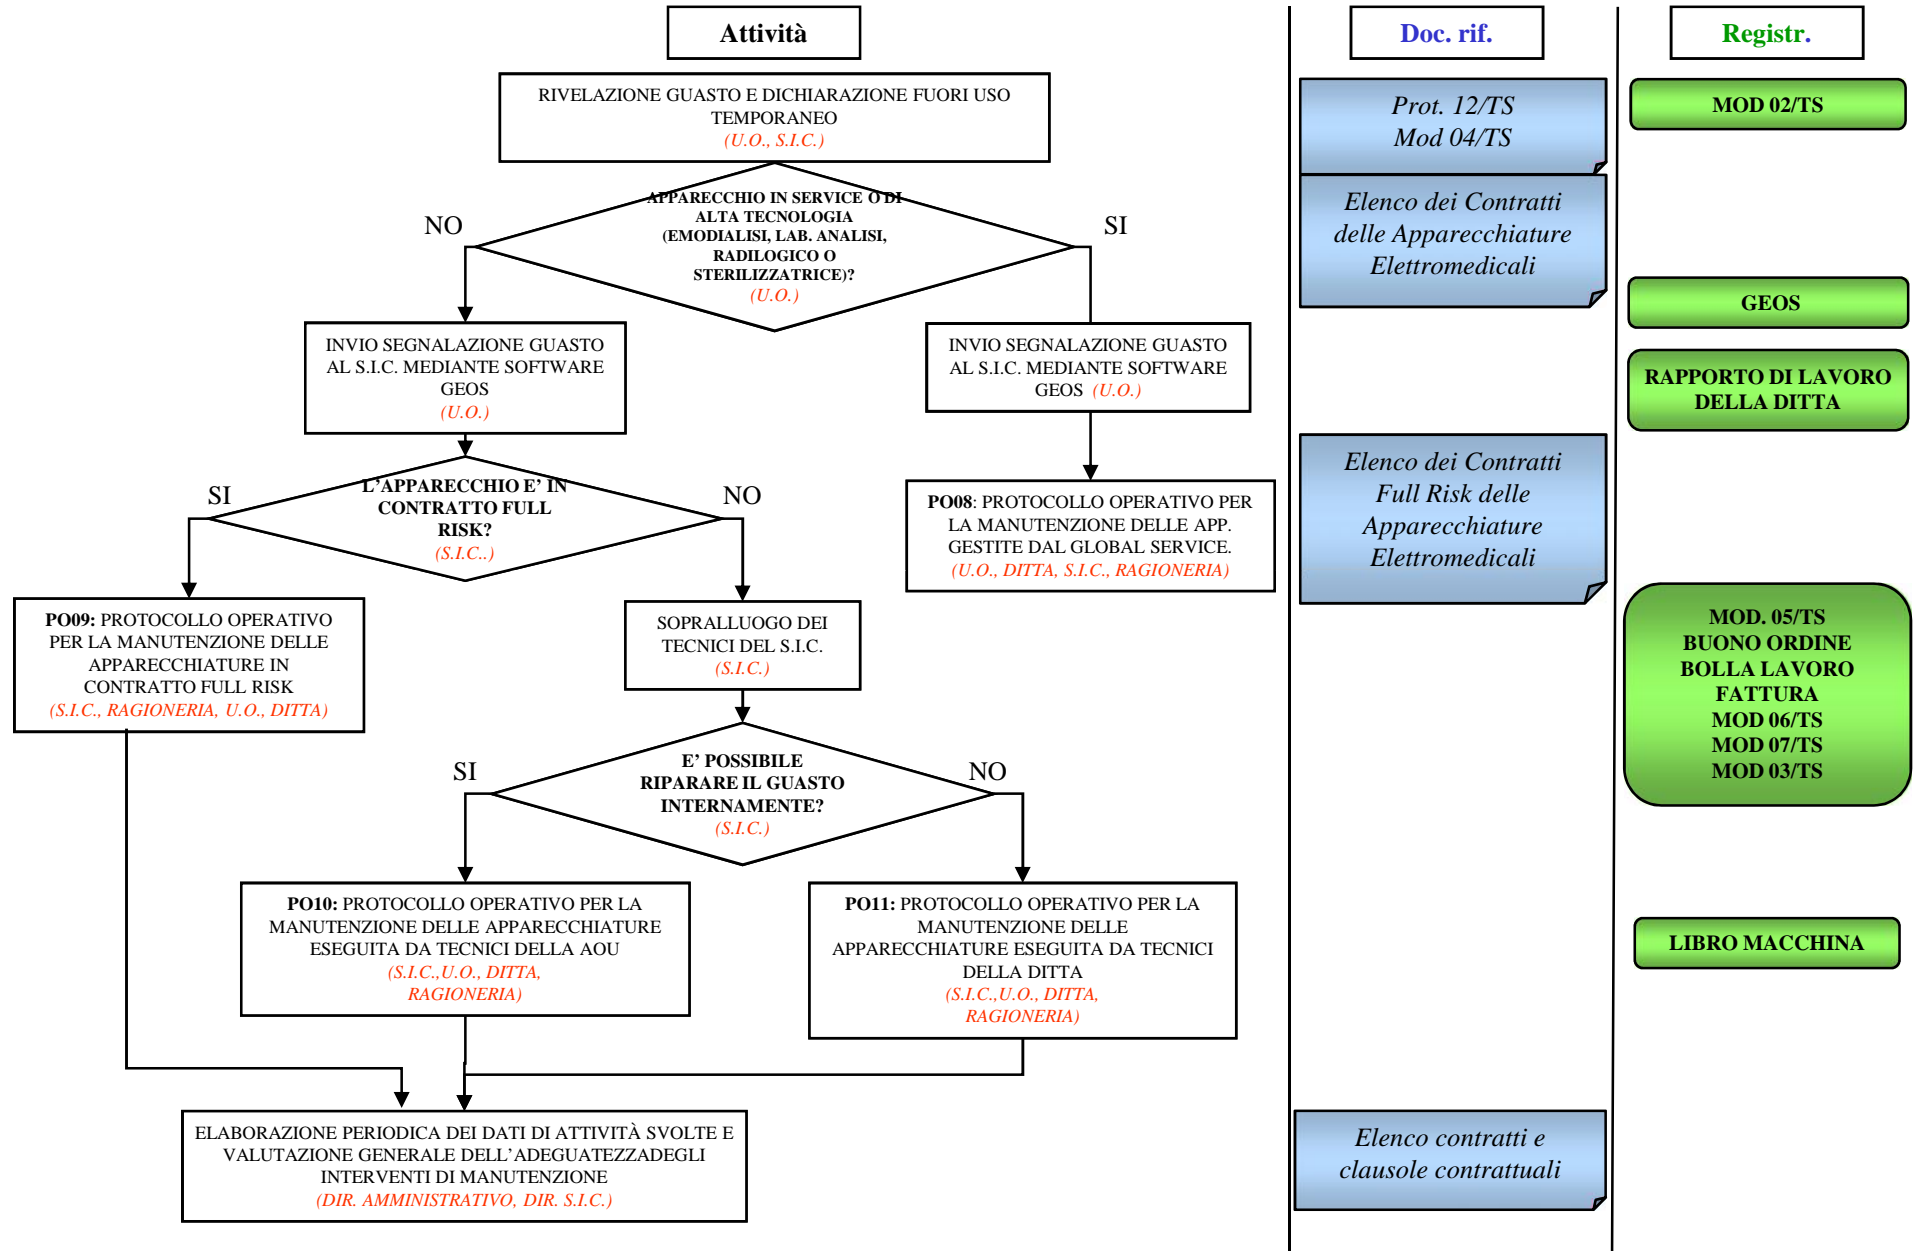 Attività
Doc. rif.
Registr.
RIVELAZIONE GUASTO E DICHIARAZIONE FUORI USO
TEMPORANEO
(U.O., S.I.C.)
Prot. 12/TS
Mod 04/TS
MOD 02/TS
APPARECCHIO IN SERVICE O DI
ALTA TECNOLOGIA
(EMODIALISI, LAB. ANALISI,
RADILOGICO O
STERILIZZATRICE)?
(U.O.)
NO
SI
Elenco dei Contratti
delle Apparecchiature
Elettromedicali
GEOS
INVIO SEGNALAZIONE GUASTO
AL S.I.C. MEDIANTE SOFTWARE
GEOS
(U.O.)
INVIO SEGNALAZIONE GUASTO
AL S.I.C. MEDIANTE SOFTWARE
GEOS (U.O.)
RAPPORTO DI LAVORO
DELLA DITTA
L'APPARECCHIO E' IN
CONTRATTO FULL
RISK?
(S.I.C..)
SI
NO
PO08: PROTOCOLLO OPERATIVO PER
LA MANUTENZIONE DELLE APP.
GESTITE DAL GLOBAL SERVICE.
(U.O., DITTA, S.I.C., RAGIONERIA)
Elenco dei Contratti
Full Risk delle
Apparecchiature
Elettromedicali
PO09: PROTOCOLLO OPERATIVO
PER LA MANUTENZIONE DELLE
APPARECCHIATURE IN
CONTRATTO FULL RISK
(S.I.C., RAGIONERIA, U.O., DITTA)
SOPRALLUOGO DEI
TECNICI DEL S.I.C.
(S.I.C.)
MOD. 05/TS
BUONO ORDINE
BOLLA LAVORO
FATTURA
MOD 06/TS
MOD 07/TS
MOD 03/TS
E' POSSIBILE
RIPARARE IL GUASTO
INTERNAMENTE?
(S.I.C.)
SI
NO
PO10: PROTOCOLLO OPERATIVO PER LA
MANUTENZIONE DELLE APPARECCHIATURE
ESEGUITA DA TECNICI DELLA AOU
(S.I.C.,U.O., DITTA,
RAGIONERIA)
PO11: PROTOCOLLO OPERATIVO PER LA
MANUTENZIONE DELLE
APPARECCHIATURE ESEGUITA DA TECNICI
DELLA DITTA
(S.I.C.,U.O., DITTA,
RAGIONERIA)
LIBRO MACCHINA
ELABORAZIONE PERIODICA DEI DATI DI ATTIVITÀ SVOLTE E
VALUTAZIONE GENERALE DELL'ADEGUATEZZADEGLI
INTERVENTI DI MANUTENZIONE
(DIR. AMMINISTRATIVO, DIR. S.I.C.)
Elenco contratti e
clausole contrattuali